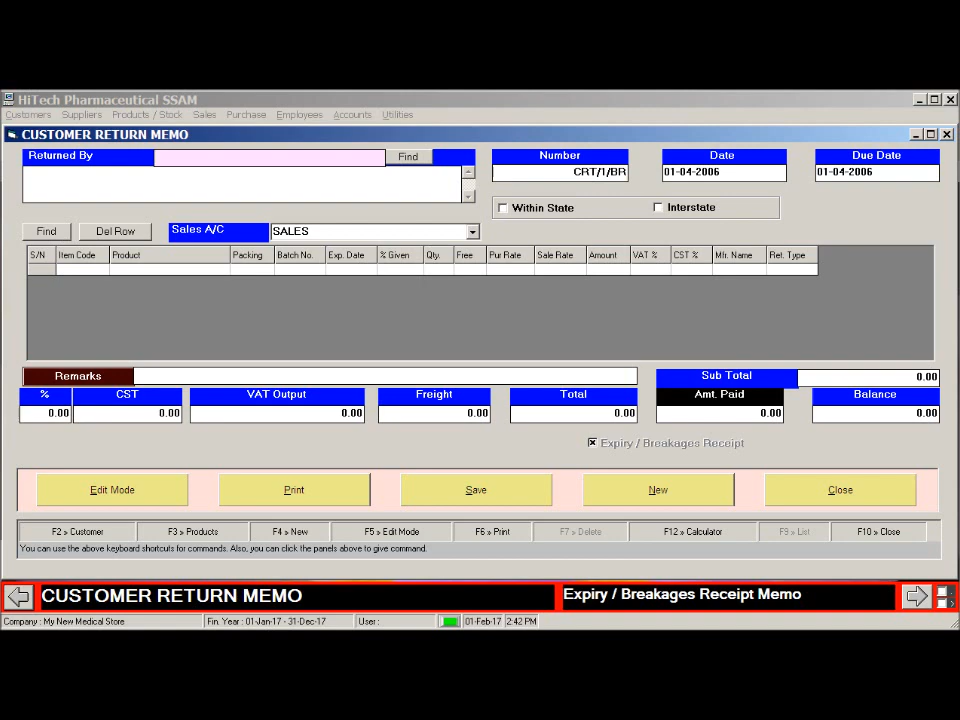 HiTech Pharmaceutical SSAM
Customers Suppliers Products / Stock Sales Purchase Employees Accounts Utilities
CUSTOMER RETURN MEMO
Returned By Find Number Date Due Date
CRT/1/BR 01-04-2006 01-04-2006
Within State Interstate
Find Del Row Sales A/C SALES
S/N Item Code Product Packing Batch No. Exp. Date % Given Qty. Free Pur Rate Sale Rate Amount VAT % CST % Mfr. Name Ret. Type
Remarks Sub Total 0.00
% CST VAT Output Freight Total Amt. Paid Balance
0.00 0.00 0.00 0.00 0.00 0.00 0.00
Expiry / Breakages Receipt
Edit Mode Print Save New Close
F2 » Customer F3 » Products F4 » New F5 » Edit Mode F6 » Print F7 » Delete F12 » Calculator F9 » List F10 » Close
You can use the above keyboard shortcuts for commands. Also, you can click the panels above to give command.
CUSTOMER RETURN MEMO Expiry / Breakages Receipt Memo
Company : My New Medical Store Fin. Year : 01-Jan-17 - 31-Dec-17 User : 01-Feb-17 2:42 PM